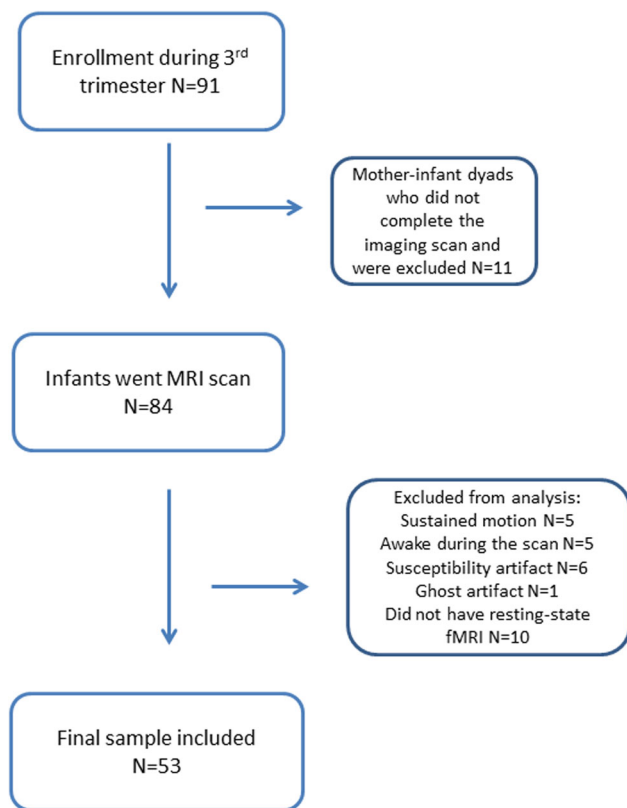 Enrollment during 3rd
trimester N=91
Mother-infant dyads
who did not
complete the
imaging scan and
were excluded N=11
Infants went MRI scan
N=84
Excluded from analysis:
Sustained motion N=5
Awake during the scan N=5
Susceptibility artifact N=6
Ghost artifact N=1
Did not have resting-state
fMRI N=10
Final sample included
N=53